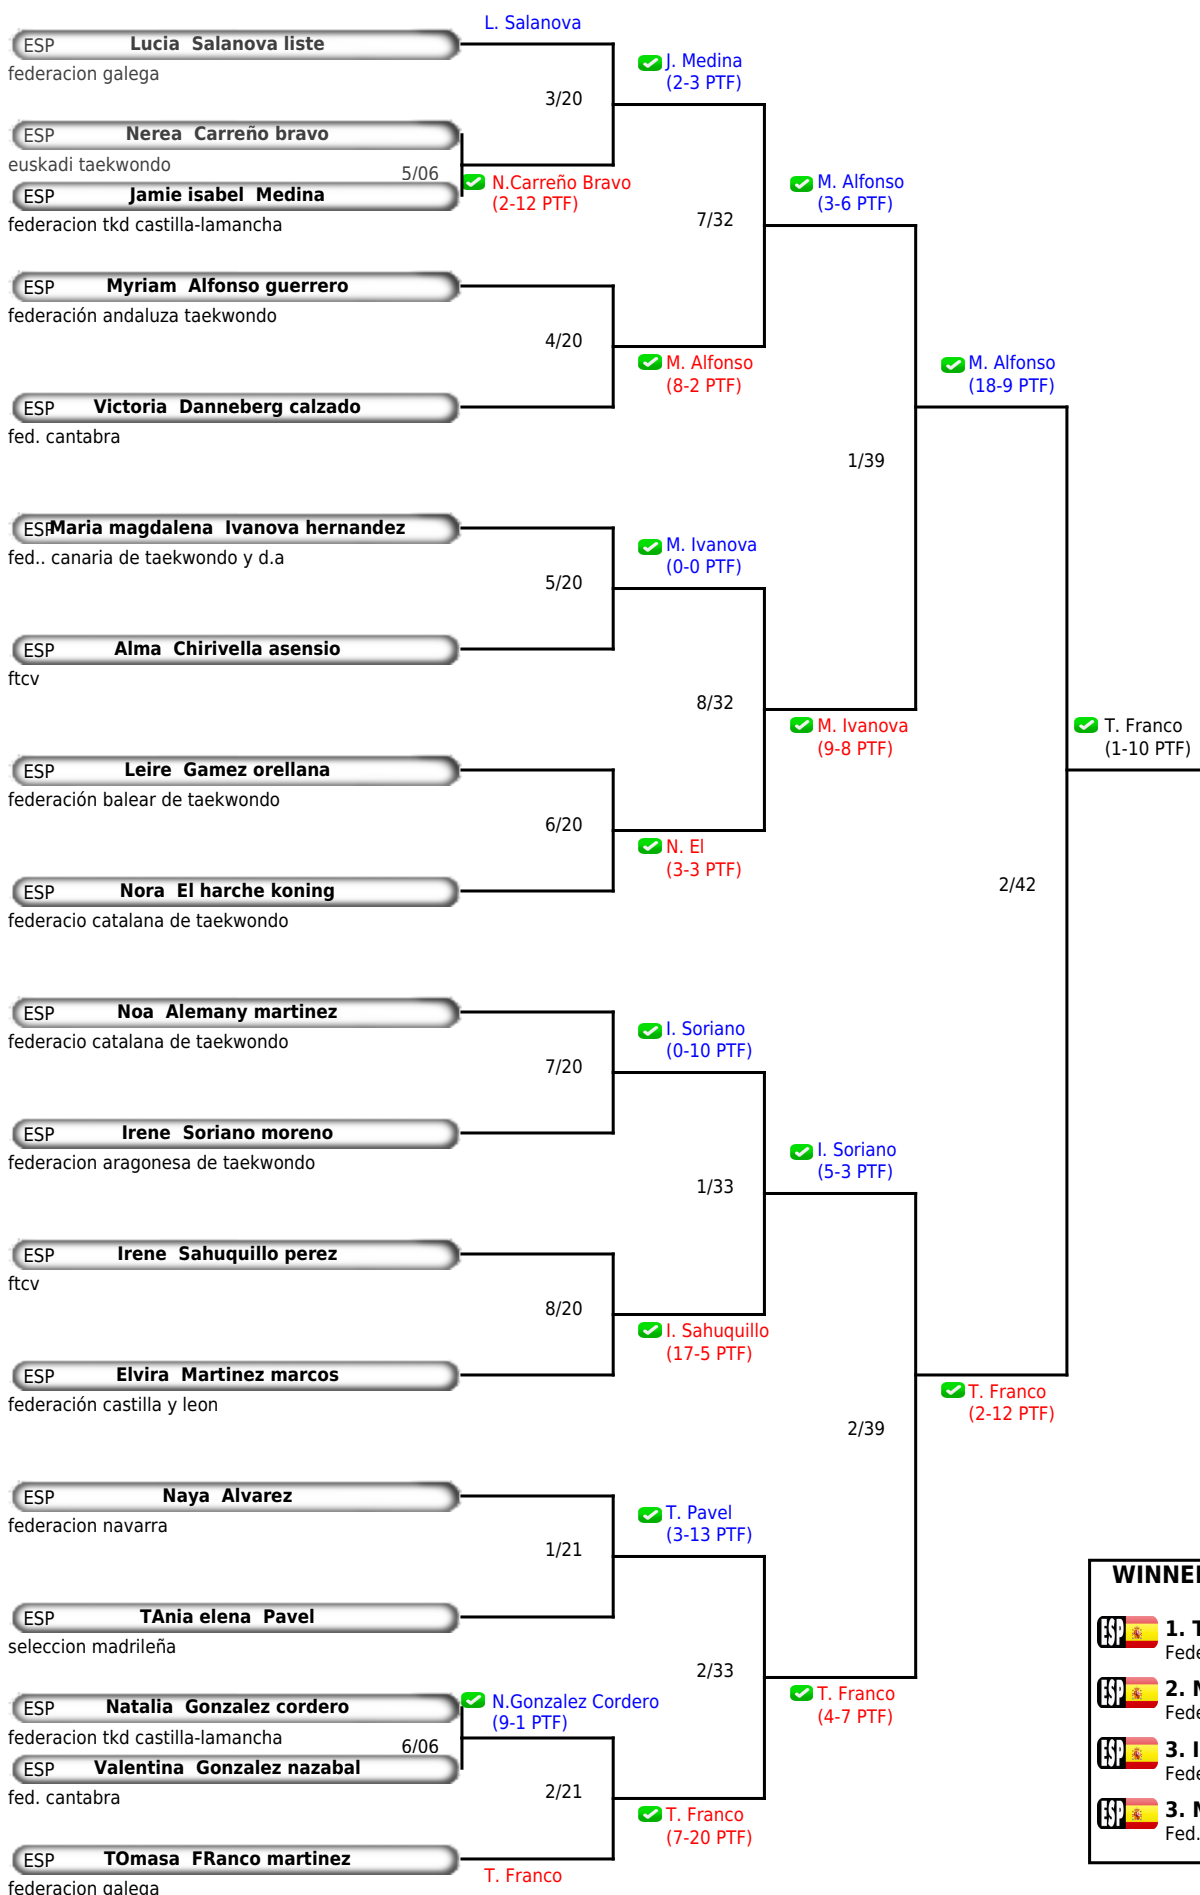 L. Salanova
ESP Lucia Salanova liste
federacion galega
J. Medina
(2-3 PTF)
3/20
ESP Nerea Carreño bravo
euskadi taekwondo
5/06
N.Carreño Bravo
(2-12 PTF)
ESP Jamie isabel Medina
federacion tkd castilla-lamancha
M. Alfonso
(3-6 PTF)
7/32
ESP Myriam Alfonso guerrero
federación andaluza taekwondo
4/20
M. Alfonso
(8-2 PTF)
M. Alfonso
(18-9 PTF)
ESP Victoria Danneberg calzado
fed. cantabra
1/39
ESP Maria magdalena Ivanova hernandez
fed.. canaria de taekwondo y d.a
M. Ivanova
(0-0 PTF)
5/20
ESP Alma Chirivella asensio
ftcv
8/32
M. Ivanova
(9-8 PTF)
T. Franco
(1-10 PTF)
ESP Leire Gamez orellana
federación balear de taekwondo
6/20
N. El
(3-3 PTF)
2/42
ESP Nora El harche koning
federacio catalana de taekwondo
ESP Noa Alemany martinez
federacio catalana de taekwondo
I. Soriano
(0-10 PTF)
7/20
ESP Irene Soriano moreno
federacion aragonesa de taekwondo
I. Soriano
(5-3 PTF)
1/33
ESP Irene Sahuquillo perez
ftcv
8/20
I. Sahuquillo
(17-5 PTF)
ESP Elvira Martinez marcos
federación castilla y leon
T. Franco
(2-12 PTF)
2/39
ESP Naya Alvarez
federacion navarra
T. Pavel
(3-13 PTF)
1/21
ESP TAnia elena Pavel
seleccion madrileña
2/33
T. Franco
(4-7 PTF)
ESP Natalia Gonzalez cordero
federacion tkd castilla-lamancha
N.Gonzalez Cordero
(9-1 PTF)
6/06
ESP Valentina Gonzalez nazabal
fed. cantabra
2/21
T. Franco
(7-20 PTF)
ESP TOmasa FRanco martinez
federacion galega
T. Franco
WINNE
ESP 1. T
Fede
ESP 2. M
Fede
ESP 3. I
Fede
ESP 3. M
Fed.